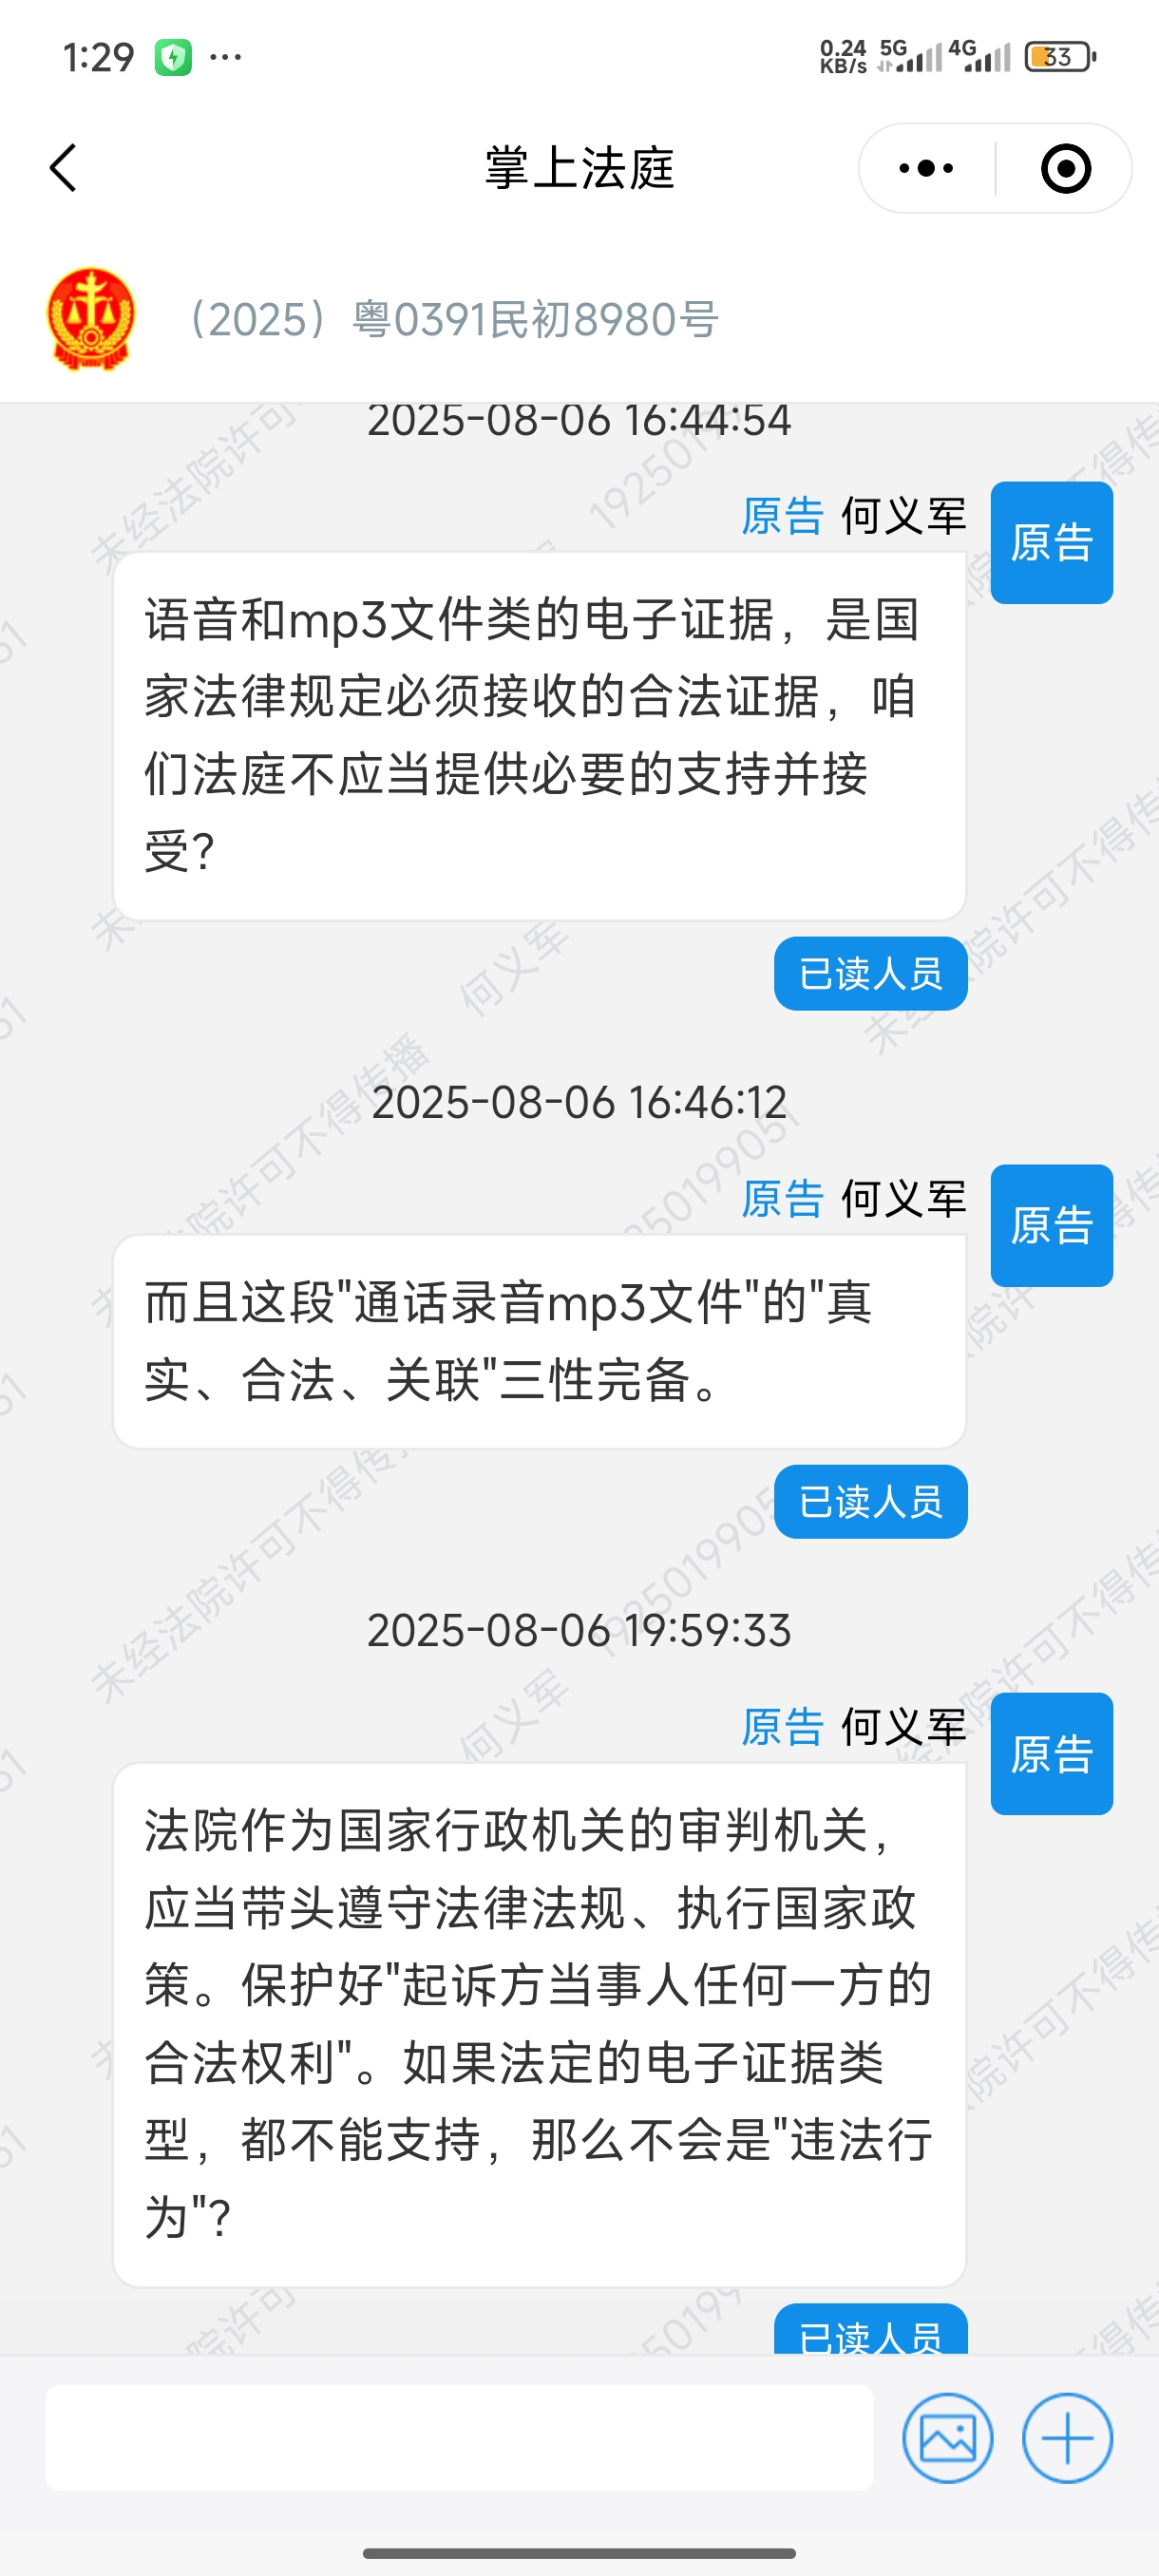 1:29 ...
0.24 KB/s 5G 4G 33
掌上法庭
（2025）粤0391民初8980号
2025-08-06 16:44:54
原告 何义军
原告
语音和mp3文件类的电子证据，是国
家法律规定必须接收的合法证据，咱
们法庭不应当提供必要的支持并接
受？
已读人员
2025-08-06 16:46:12
原告 何义军
原告
而且这段"通话录音mp3文件"的"真
实、合法、关联"三性完备。
已读人员
2025-08-06 19:59:33
原告 何义军
原告
法院作为国家行政机关的审判机关，
应当带头遵守法律法规、执行国家政
策。保护好"起诉方当事人任何一方的
合法权利"。如果法定的电子证据类
型，都不能支持，那么不会是"违法行
为"？
已读人员
未经法院许可不得传播 何义军 19250199051